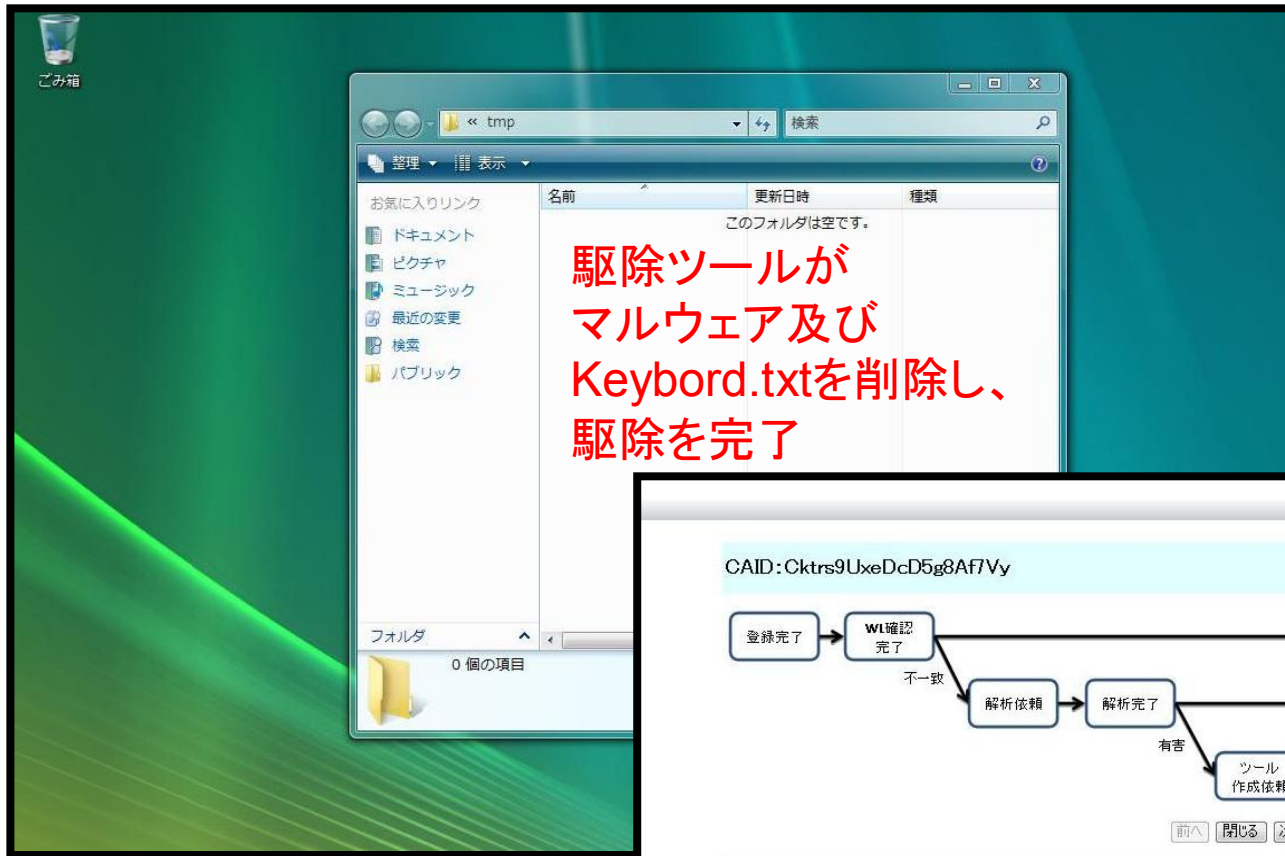 ごみ箱
« tmp
検索
整理
表示
お気に入りリンク
ドキュメント
ピクチャ
ミュージック
最近の変更
検索
パブリック
フォルダ
名前
更新日時
種類
このフォルダは空です。
駆除ツールが
マルウェア及び
Keybord.txtを削除し、
駆除を完了
0 個の項目
CAID:Cktrs9UxeDcD5g8Af7Vy
登録完了
WL確認
完了
不一致
解析依頼
解析完了
有害
ツール
作成依頼
前へ
閉じる